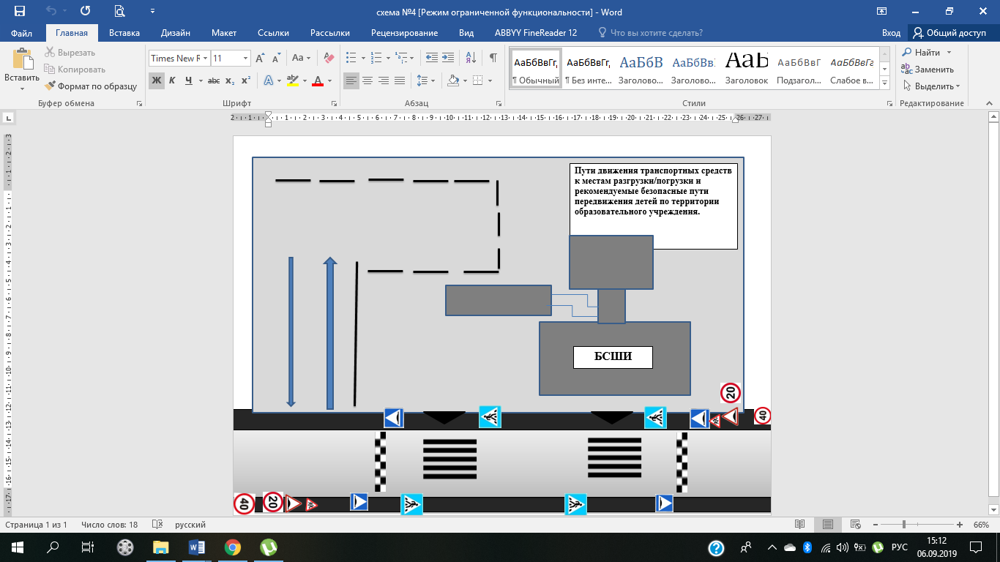 схема №4 [Режим ограниченной функциональности] - Word
Файл Главная Вставка Дизайн Макет Ссылки Рассылки Рецензирование Вид ABBYY FineReader 12 Что вы хотите сделать? Вход Общий доступ
Вставить
Вырезать
Копировать
Формат по образцу
Буфер обмена
Times New R 11
Aa
Ж К Ч abc x₂ x²
Шрифт
Абзац
АаБбВвГг, АаБбВвГг, АаБбВ АаБбВвГ АаБ АаБбВвГ АаБбВвГг
¶ Обычный ¶ Без инте... Заголово... Заголово... Заголовок Подзагол... Слабое в...
Стили
Найти
Заменить
Выделить
Редактирование
2 1 1 2 3 4 5 6 7 8 9 10 11 12 13 14 15 16 17 18 19 20 21 22 23 24 25 26 27
Пути движения транспортных средств
к местам разгрузки/погрузки и
рекомендуемые безопасные пути
передвижения детей по территории
образовательного учреждения.
БСШИ
20
40
40 20
Страница 1 из 1 Число слов: 18 русский 66%
РУС
15:12
06.09.2019